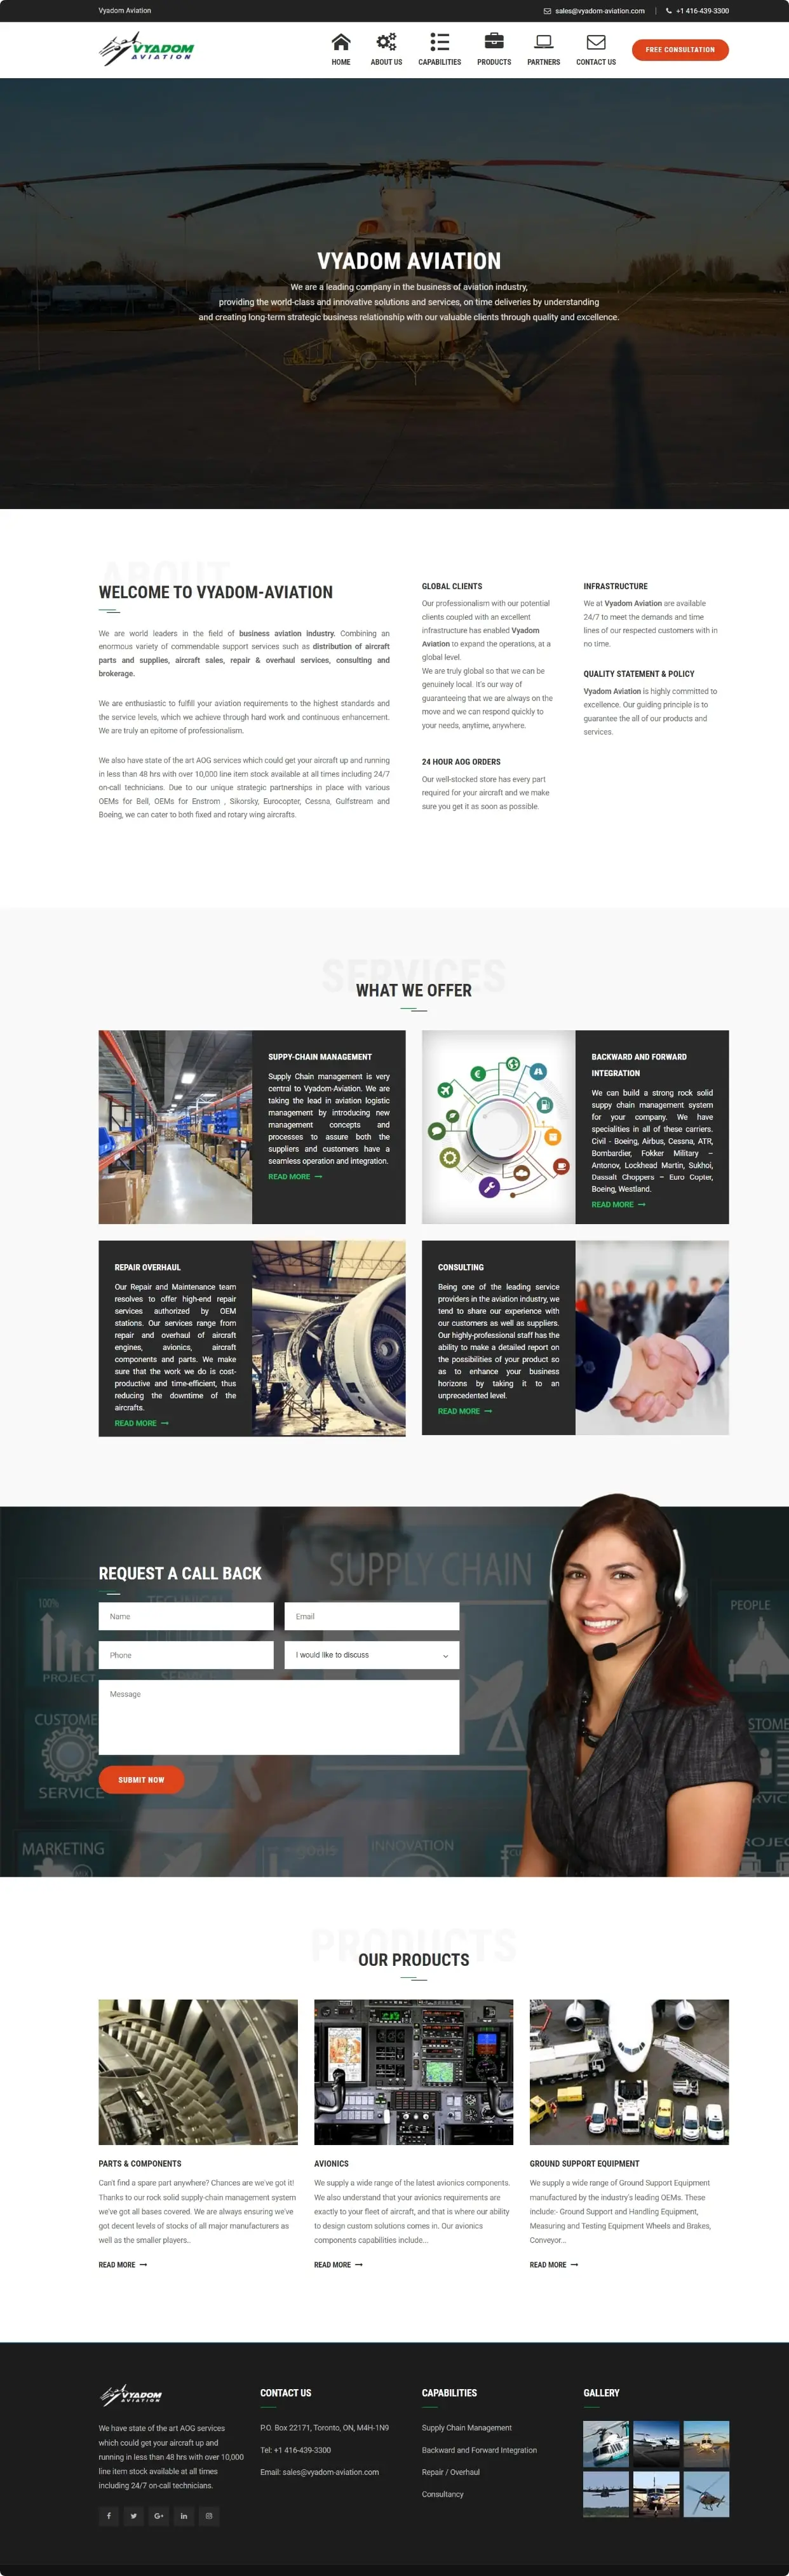 Vyadom Aviation
sales@vyadom-aviation.com | +1 416-439-3300
VYADOM
AVIATION
HOME
ABOUT US
CAPABILITIES
PRODUCTS
PARTNERS
CONTACT US
FREE CONSULTATION
VYADOM AVIATION
We are a leading company in the business of aviation industry,
providing the world-class and innovative solutions and services, on time deliveries by understanding
and creating long-term strategic business relationship with our valuable clients through quality and excellence.
ABOUT
WELCOME TO VYADOM-AVIATION
We are world leaders in the field of business aviation industry. Combining an
enormous variety of commendable support services such as distribution of aircraft
parts and supplies, aircraft sales, repair & overhaul services, consulting and
brokerage.
We are enthusiastic to fulfill your aviation requirements to the highest standards and
the service levels, which we achieve through hard work and continuous enhancement.
We are truly an epitome of professionalism.
We also have state of the art AOG services which could get your aircraft up and running
in less than 48 hrs with over 10,000 line item stock available at all times including 24/7
on-call technicians. Due to our unique strategic partnerships in place with various
OEMs for Bell, OEMs for Enstrom , Sikorsky, Eurocopter, Cessna, Gulfstream and
Boeing, we can cater to both fixed and rotary wing aircrafts.
GLOBAL CLIENTS
Our professionalism with our potential
clients coupled with an excellent
infrastructure has enabled Vyadom
Aviation to expand the operations, at a
global level.
We are truly global so that we can be
genuinely local. It's our way of
guaranteeing that we are always on the
move and we can respond quickly to
your needs, anytime, anywhere.
24 HOUR AOG ORDERS
Our well-stocked store has every part
required for your aircraft and we make
sure you get it as soon as possible.
INFRASTRUCTURE
We at Vyadom Aviation are available
24/7 to meet the demands and time
lines of our respected customers with in
no time.
QUALITY STATEMENT & POLICY
Vyadom Aviation is highly committed to
excellence. Our guiding principle is to
guarantee the all of our products and
services.
SERVICES
WHAT WE OFFER
SUPPY-CHAIN MANAGEMENT
Supply Chain management is very
central to Vyadom-Aviation. We are
taking the lead in aviation logistic
management by introducing new
management concepts and
processes to assure both the
suppliers and customers have a
seamless operation and integration.
READ MORE
BACKWARD AND FORWARD
INTEGRATION
We can build a strong rock solid
suppy chain management system
for your company. We have
specialities in all of these carriers.
Civil - Boeing, Airbus, Cessna, ATR,
Bombardier, Fokker Military –
Antonov, Lockhead Martin, Sukhoi,
Dassalt Choppers – Euro Copter,
Boeing, Westland.
READ MORE
REPAIR OVERHAUL
Our Repair and Maintenance team
resolves to offer high-end repair
services authorized by OEM
stations. Our services range from
repair and overhaul of aircraft
engines, avionics, aircraft
components and parts. We make
sure that the work we do is cost-
productive and time-efficient, thus
reducing the downtime of the
aircrafts.
READ MORE
CONSULTING
Being one of the leading service
providers in the aviation industry, we
tend to share our experience with
our customers as well as suppliers.
Our highly-professional staff has the
ability to make a detailed report on
the possibilities of your product so
as to enhance your business
horizons by taking it to an
unprecedented level.
READ MORE
REQUEST A CALL BACK
Name
Email
Phone
I would like to discuss
Message
SUBMIT NOW
SUPPLY CHAIN
TECHNICAL
100%
PROJECT
CUSTOMER
SERVICE
MARKETING
goals
INNOVATION
PEOPLE
PRODUCTS
OUR PRODUCTS
PARTS & COMPONENTS
Can't find a spare part anywhere? Chances are we've got it!
Thanks to our rock solid supply-chain management system
we've got all bases covered. We are always ensuring we've
got decent levels of stocks of all major manufacturers as
well as the smaller players..
READ MORE
AVIONICS
We supply a wide range of the latest avionics components.
We also understand that your avionics requirements are
exactly to your fleet of aircraft, and that is where our ability
to design custom solutions comes in. Our avionics
components capabilities include...
READ MORE
GROUND SUPPORT EQUIPMENT
We supply a wide range of Ground Support Equipment
manufactured by the industry's leading OEMs. These
include:- Ground Support and Handling Equipment,
Measuring and Testing Equipment Wheels and Brakes,
Conveyor...
READ MORE
VYADOM
AVIATION
We have state of the art AOG services
which could get your aircraft up and
running in less than 48 hrs with over 10,000
line item stock available at all times
including 24/7 on-call technicians.
CONTACT US
P.O. Box 22171, Toronto, ON, M4H-1N9
Tel: +1 416-439-3300
Email: sales@vyadom-aviation.com
CAPABILITIES
Supply Chain Management
Backward and Forward Integration
Repair / Overhaul
Consultancy
GALLERY